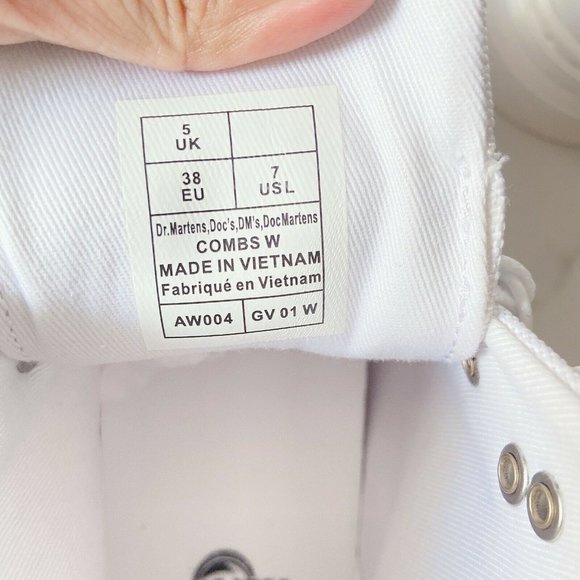 5
UK
38
EU
7
USL
Dr.Martens,Doc's,DM's,DocMartens
COMBS W
MADE IN VIETNAM
Fabriqué en Vietnam
AW004
GV 01 W